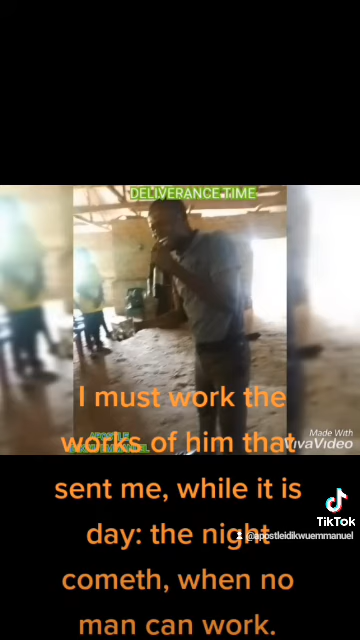 DELIVERANCE TIME
I must work the
works of him that
sent me, while it is
day: the night
cometh, when no
man can work.
APOSTLE
Made With
VivaVideo
TikTok
@apostleidikwuemmanuel